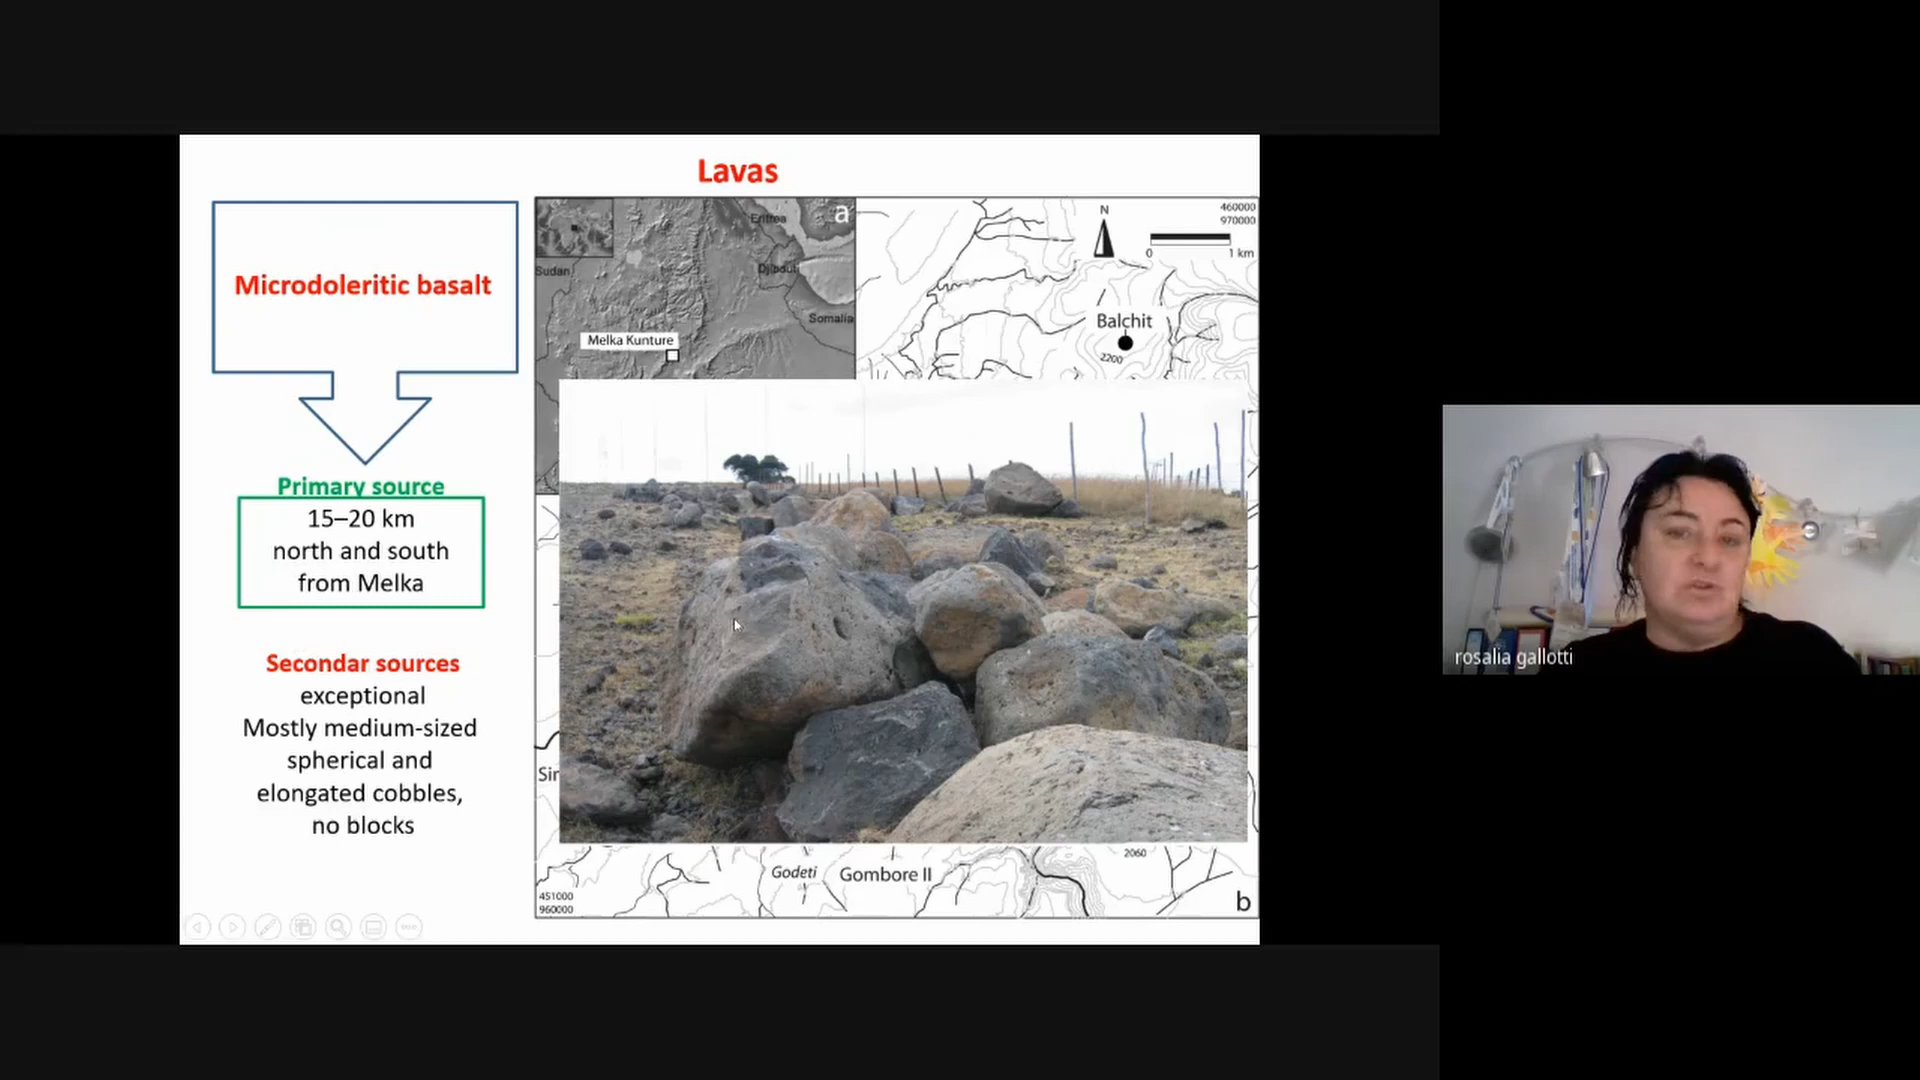 Lavas
Microdoleritic basalt
Primary source
15–20 km
north and south
from Melka
Secondar sources
exceptional
Mostly medium-sized
spherical and
elongated cobbles,
no blocks
a
Eritrea
Sudan
Djibouti
Somalia
Melka Kunture
N
460000
970000
0 1 km
Balchit
2200
Sim
2060
Godeti
Gombore II
451000
960000
b
rosalia gallotti